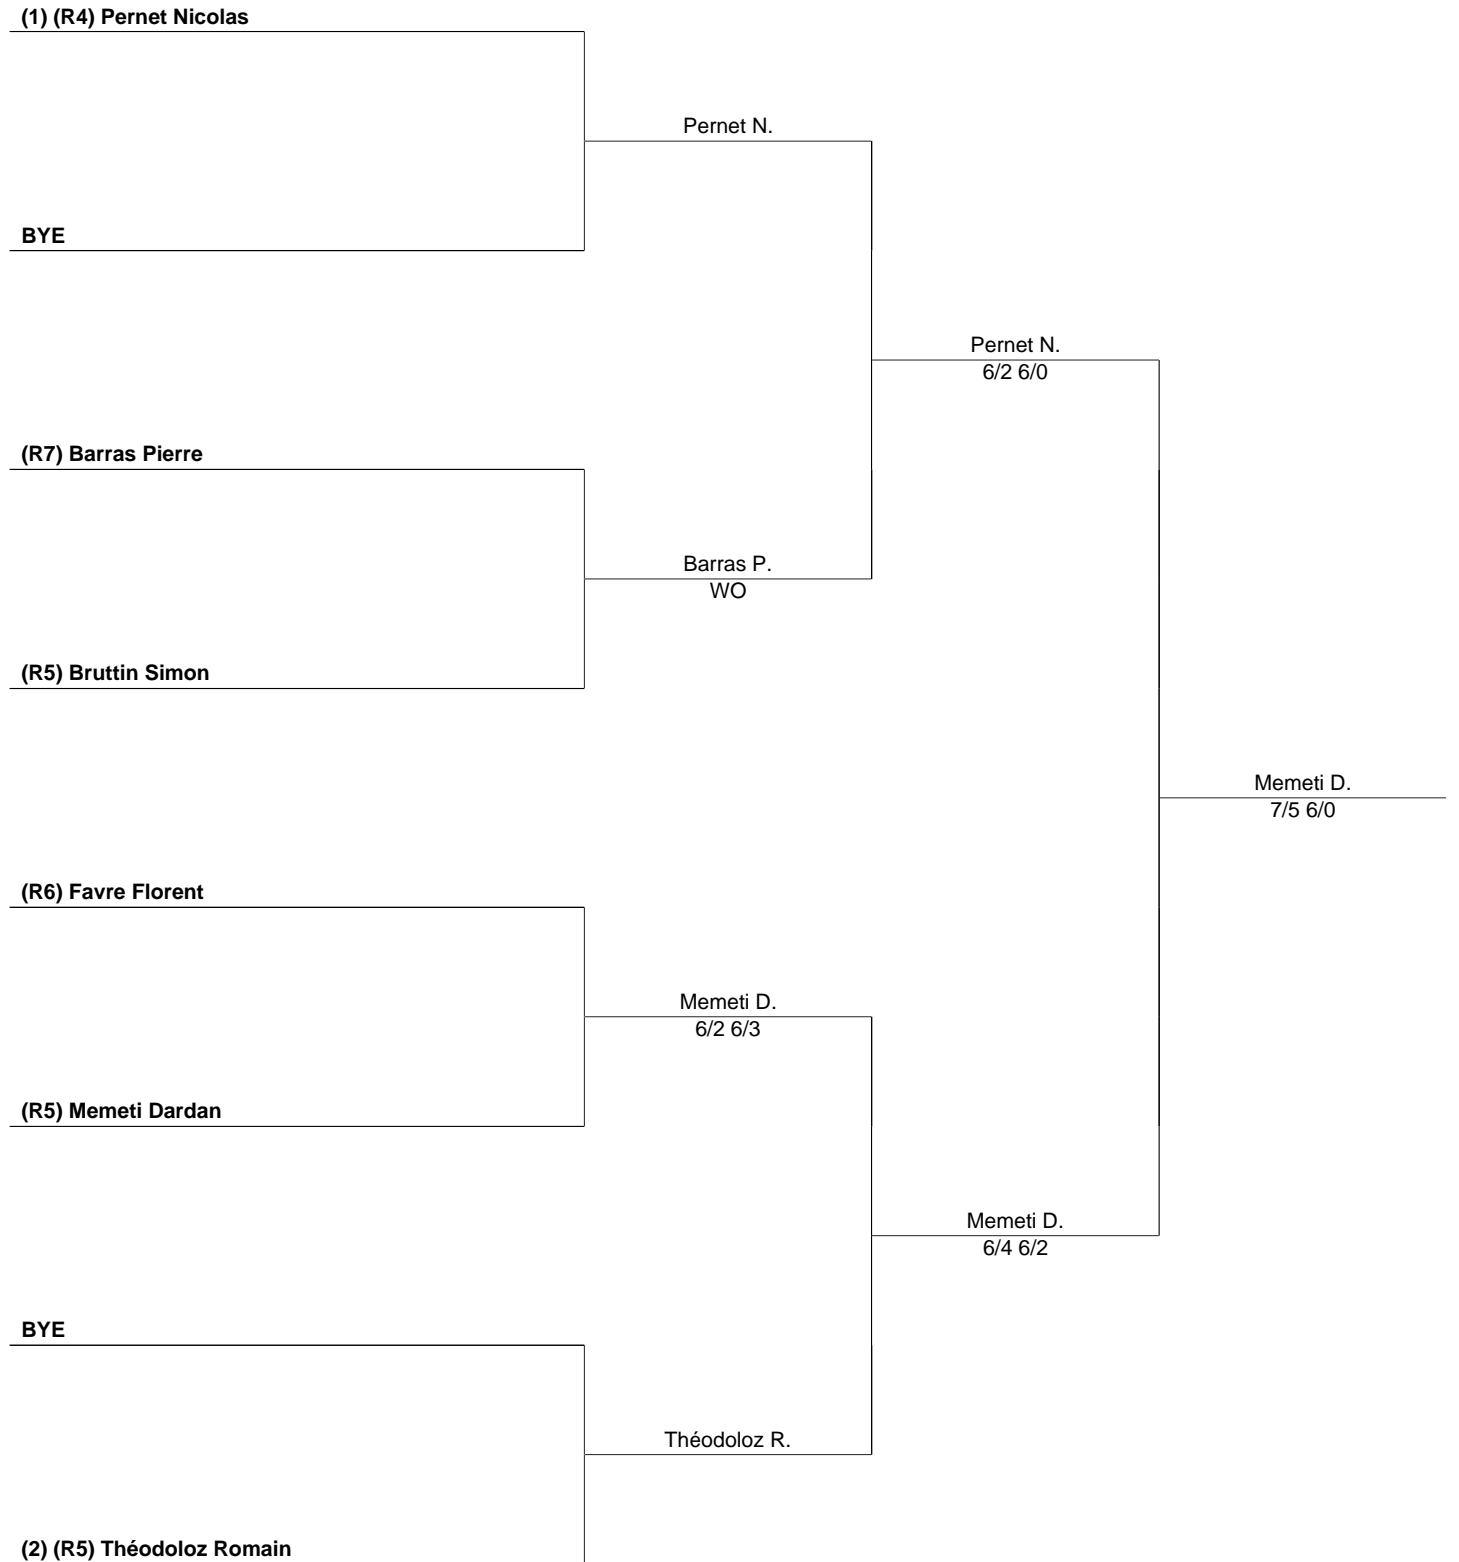 (1) (R4) Pernet Nicolas
Pernet N.
BYE
Pernet N.
6/2 6/0
(R7) Barras Pierre
Barras P.
WO
(R5) Bruttin Simon
Memeti D.
7/5 6/0
(R6) Favre Florent
Memeti D.
6/2 6/3
(R5) Memeti Dardan
Memeti D.
6/4 6/2
BYE
Théodoloz R.
(2) (R5) Théodoloz Romain